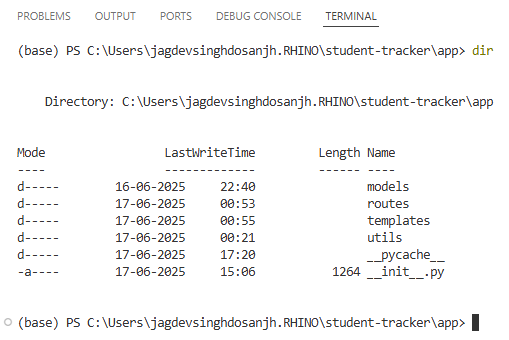 PROBLEMS OUTPUT PORTS DEBUG CONSOLE TERMINAL
(base) PS C:\Users\jagdevsinghdosanjh.RHINO\student-tracker\app> dir
Directory: C:\Users\jagdevsinghdosanjh.RHINO\student-tracker\app
Mode LastWriteTime Length Name
---- ------------- ------ ----
d----- 16-06-2025 22:40 models
d----- 17-06-2025 00:53 routes
d----- 17-06-2025 00:55 templates
d----- 17-06-2025 00:21 utils
d----- 17-06-2025 17:20 __pycache__
-a---- 17-06-2025 15:06 1264 __init__.py
(base) PS C:\Users\jagdevsinghdosanjh.RHINO\student-tracker\app>